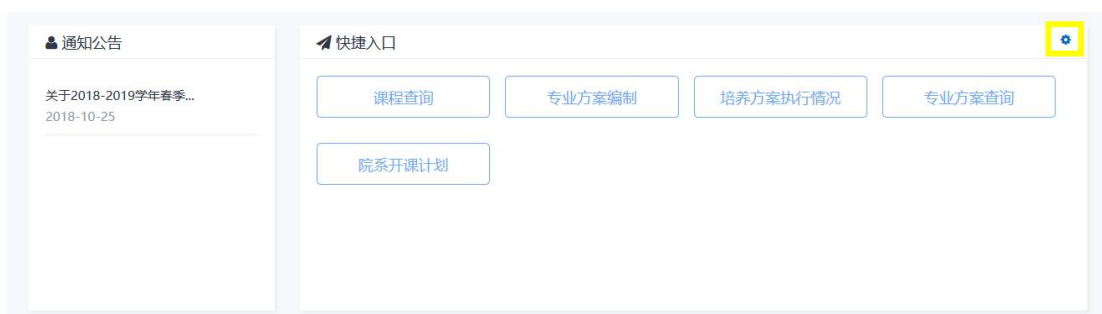 通知公告
关于2018-2019学年春季...
2018-10-25
快捷入口
课程查询
专业方案编制
培养方案执行情况
专业方案查询
院系开课计划